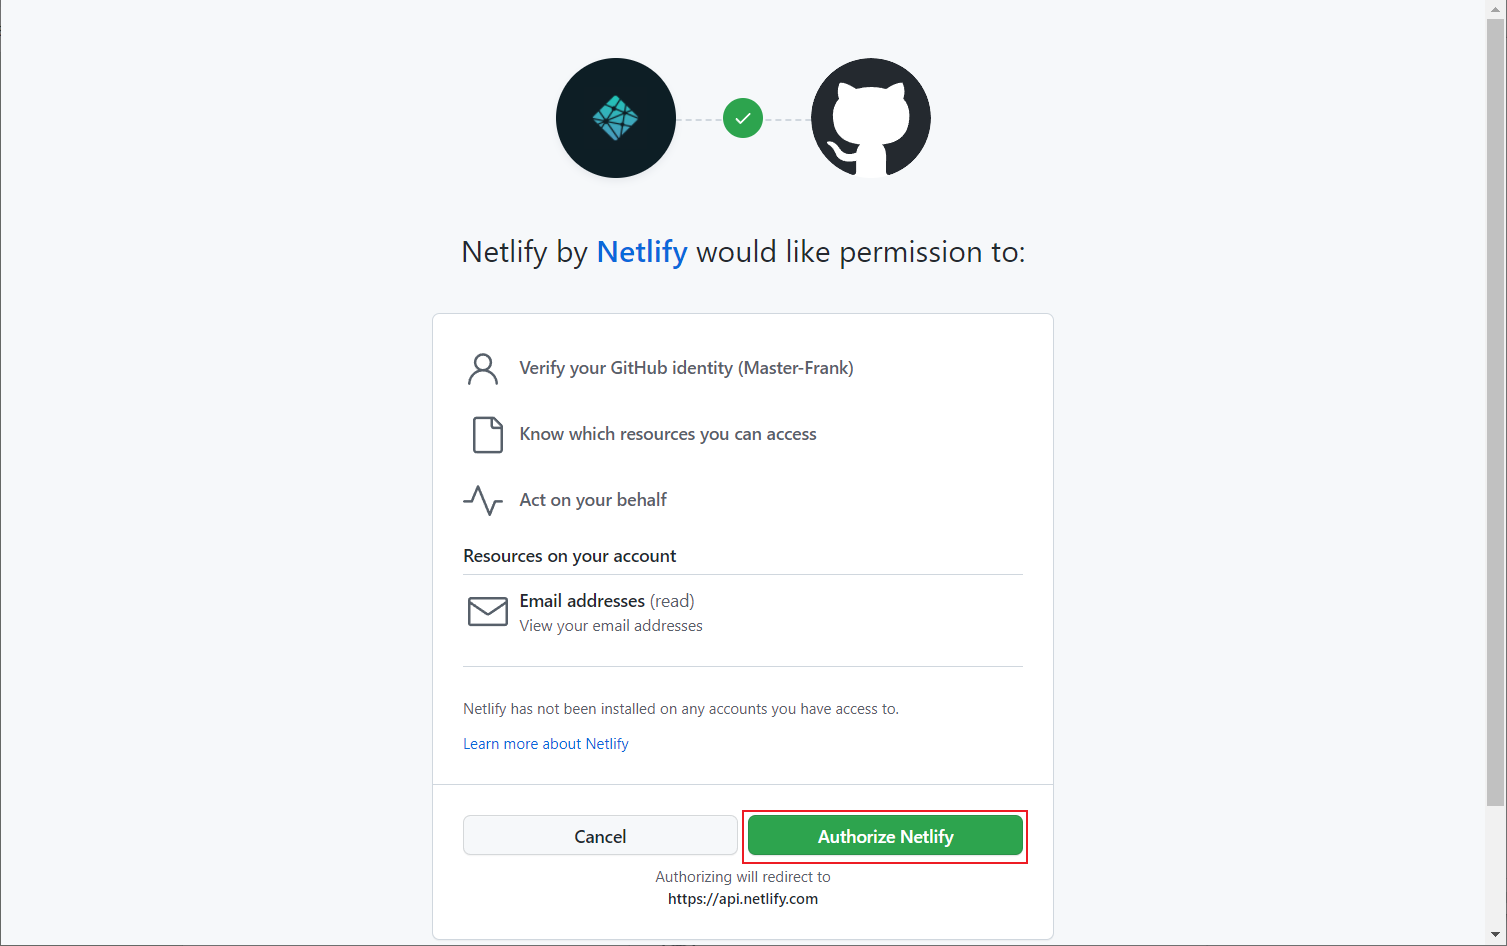 Netlify by Netlify would like permission to:
Verify your GitHub identity (Master-Frank)
Know which resources you can access
Act on your behalf
Resources on your account
Email addresses (read)
View your email addresses
Netlify has not been installed on any accounts you have access to.
Learn more about Netlify
Cancel
Authorize Netlify
Authorizing will redirect to
https://api.netlify.com